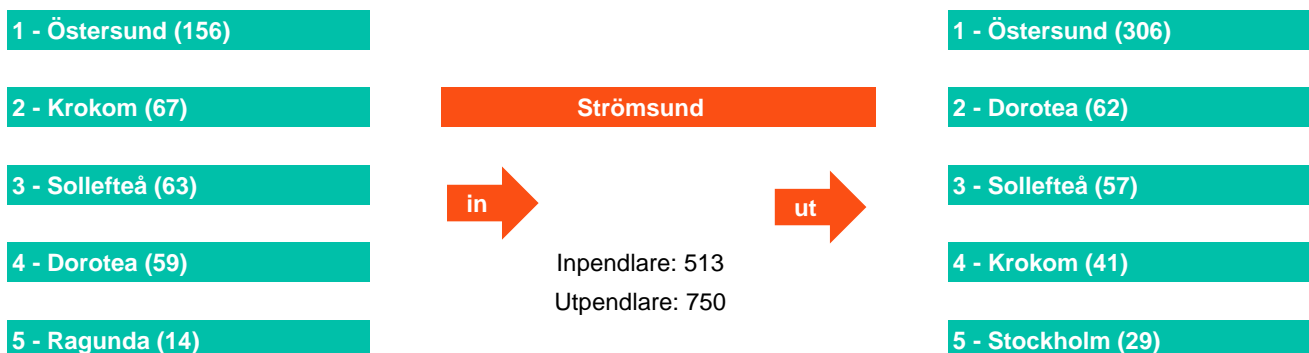 1 - Östersund (156)
2 - Krokom (67)
3 - Sollefteå (63)
4 - Dorotea (59)
5 - Ragunda (14)
Strömsund
in
ut
Inpendlare: 513
Utpendlare: 750
1 - Östersund (306)
2 - Dorotea (62)
3 - Sollefteå (57)
4 - Krokom (41)
5 - Stockholm (29)